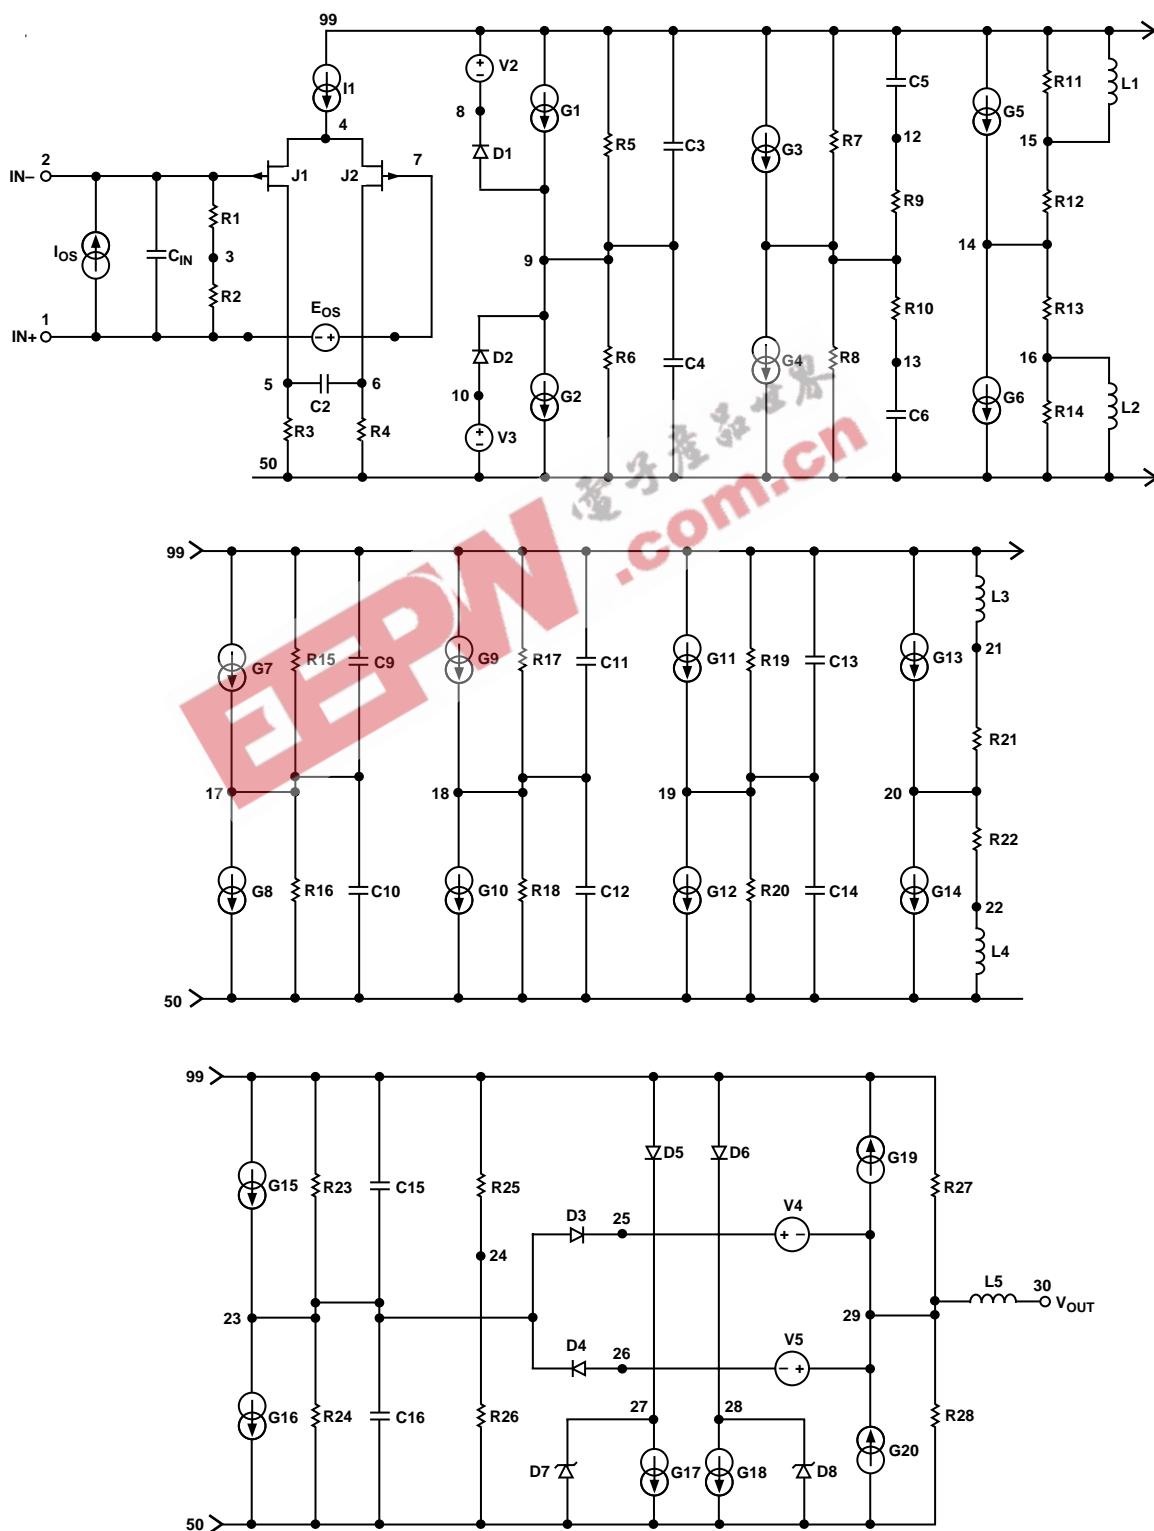 99
I1
4
2
IN–
J1
J2
7
IOS
CIN
R1
3
R2
1
IN+
EOS
5
C2
6
R3
R4
50
V2
8
D1
G1
R5
C3
9
D2
10
V3
G2
R6
C4
G3
R7
C5
12
R9
G4
R8
R10
13
C6
G5
R11
L1
15
R12
14
R13
16
G6
R14
L2
電子產品世界
EEPW.com.cn
99
G7
R15
C9
G9
R17
C11
G11
R19
C13
G13
L3
21
R21
17
18
19
20
G8
R16
C10
G10
R18
C12
G12
R20
C14
G14
R22
22
L4
50
99
G15
R23
C15
R25
D5
D6
G19
R27
D3
25
V4
24
L5
30
VOUT
23
29
D4
26
V5
G16
R24
C16
R26
27
28
R28
D7
G17
G18
D8
G20
50